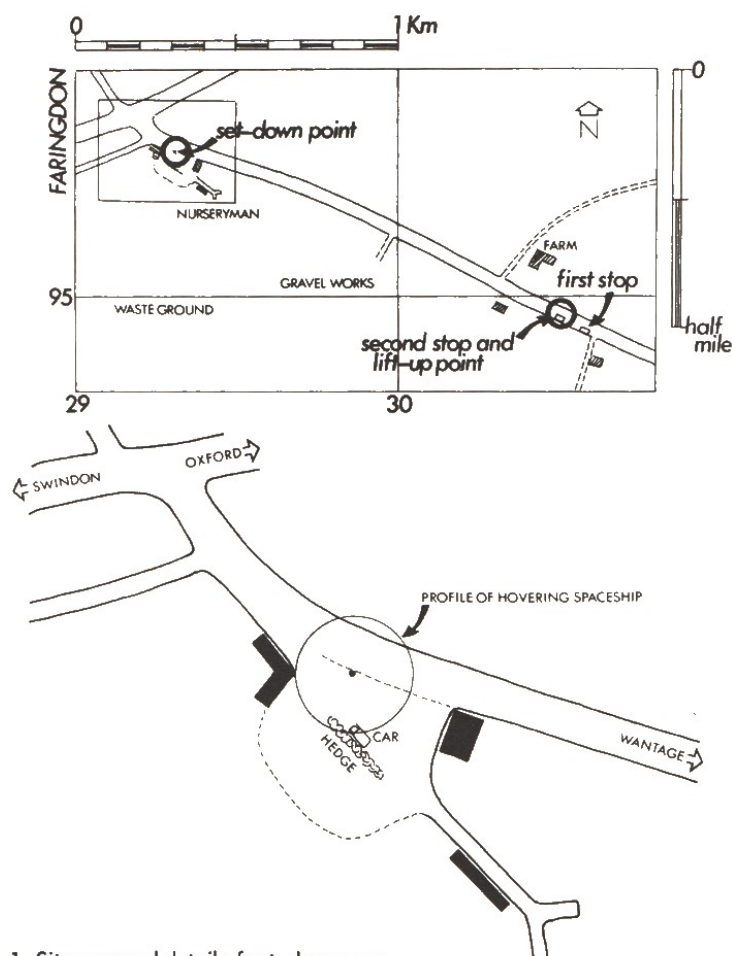 0
1 Km
FARINGDON
set-down point
N
0
NURSERYMAN
FARM
GRAVEL WORKS
first stop
95
WASTE GROUND
second stop and
lift-up point
half
mile
29
30
SWINDON
OXFORD
PROFILE OF HOVERING SPACESHIP
CAR
HEDGE
WANTAGE